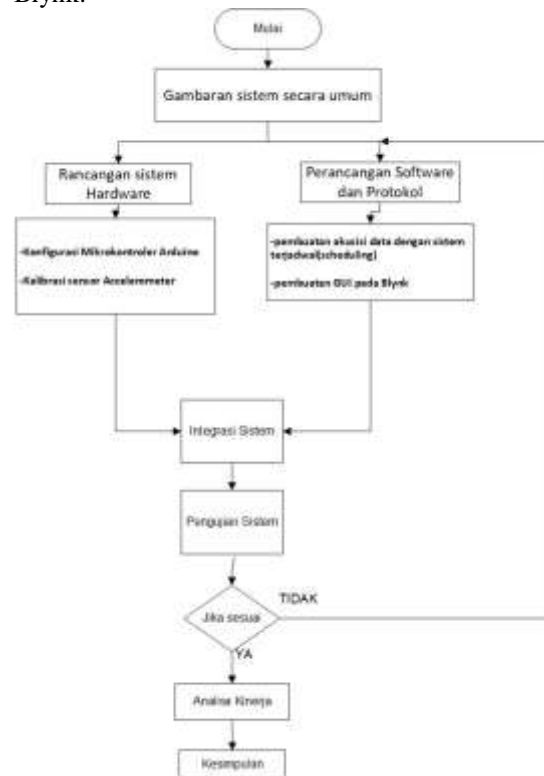 Blynk.
Mulai
Gambaran sistem secara umum
Rancangan sistem
Hardware
Perancangan Software
dan Protokol
-Konfigurasi Mikrokontroler Arduino
-Kalibrasi sensor Accelerometer
-pembuatan akusisi data dengan sistem
terjadwal(scheduling)
-pembuatan GUI pada Blynk
Integrasi Sistem
Pengujian Sistem
Jika sesuai
TIDAK
YA
Analisa Kinerja
Kesimpulan